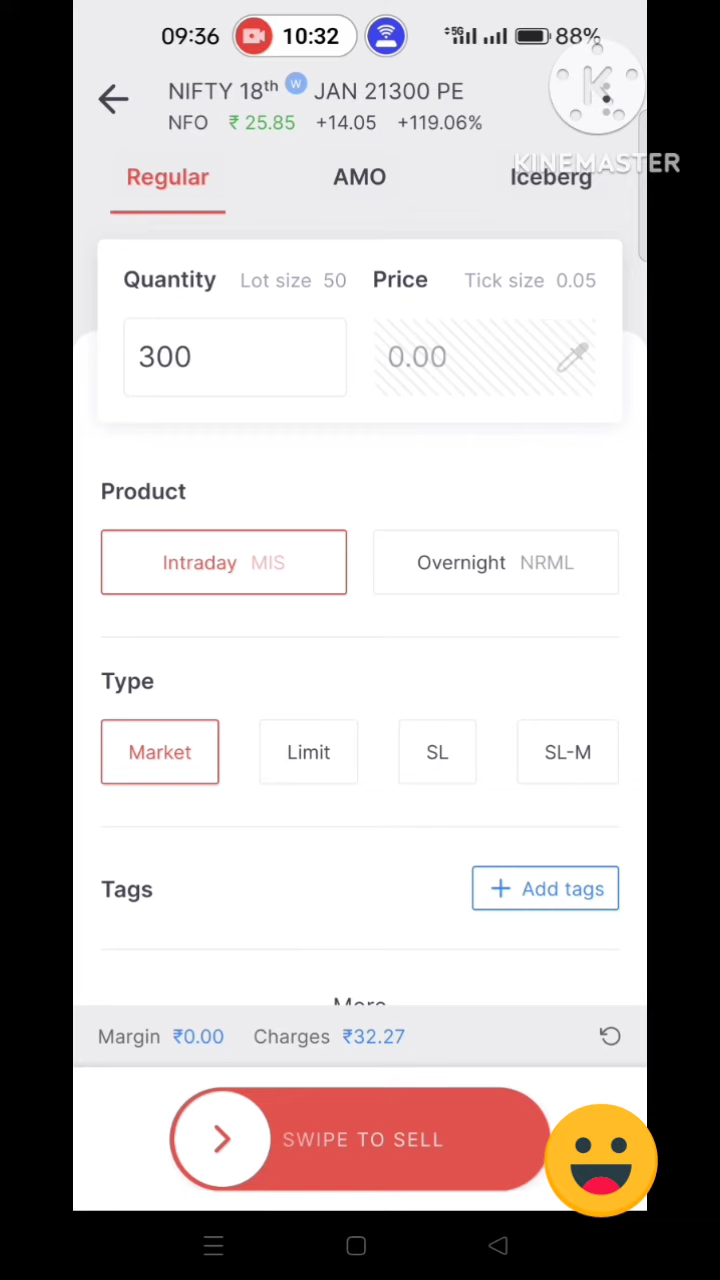 09:36 10:32 5G 88%
NIFTY 18th W JAN 21300 PE
NFO ₹ 25.85 +14.05 +119.06%
KINEMASTER
Regular AMO Iceberg
Quantity Lot size 50 Price Tick size 0.05
300 0.00
Product
Intraday MIS Overnight NRML
Type
Market Limit SL SL-M
Tags + Add tags
More
Margin ₹0.00 Charges ₹32.27
SWIPE TO SELL